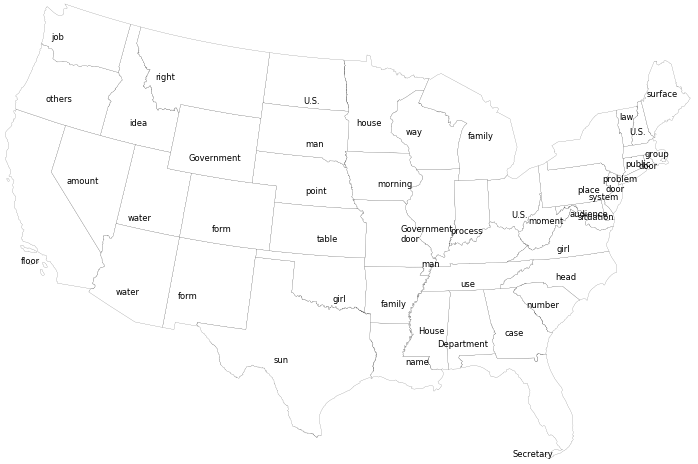 job
right
surface
others
U.S.
law
idea
house
way
U.S.
family
man
Government
group
public
door
amount
morning
problem
point
place
door
system
water
U.S.
moment
audience
situation
form
Government
process
table
door
girl
floor
man
water
form
use
head
girl
family
number
House
case
Department
sun
name
Secretary